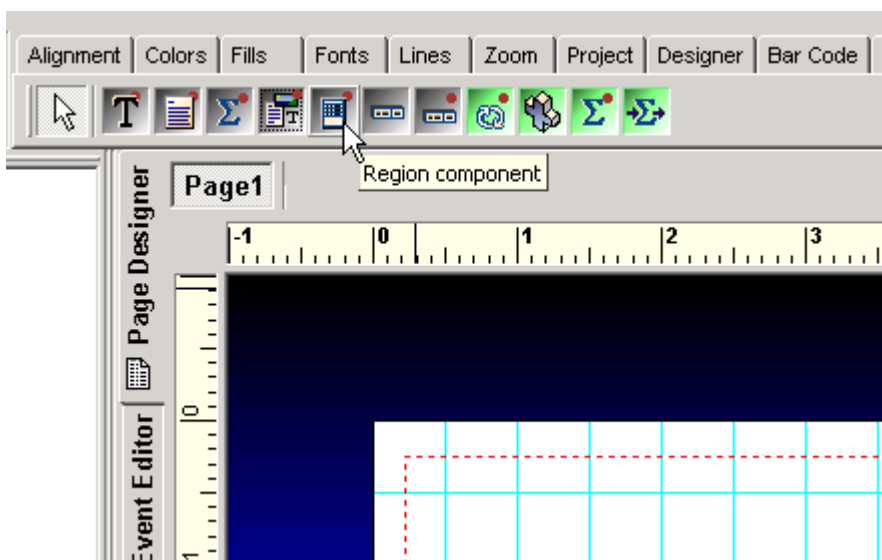 Alignment Colors Fills Fonts Lines Zoom Project Designer Bar Code
T Σ T Σ Σ
Region component
Page Designer
Page1
-1 0 1 2 3
0
Event Editor
1